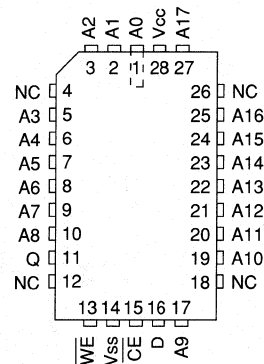 A2 A1 A0 Vcc A17
3 2 1 28 27
NC 4 26 NC
A3 5 25 A16
A4 6 24 A15
A5 7 23 A14
A6 8 22 A13
A7 9 21 A12
A8 10 20 A11
Q 11 19 A10
NC 12 18 NC
13 14 15 16 17
WE Vss CE D A9